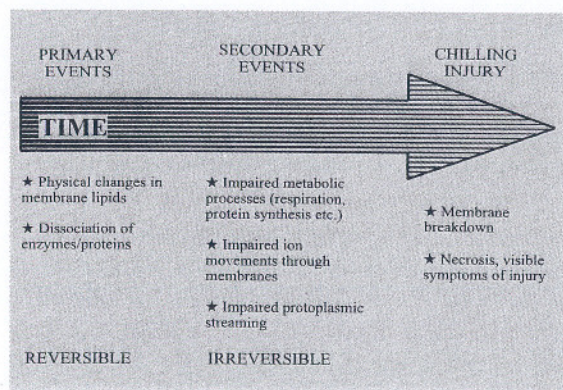 PRIMARY
EVENTS
SECONDARY
EVENTS
CHILLING
INJURY
TIME
★ Physical changes in
membrane lipids
★ Dissociation of
enzymes/proteins
★ Impaired metabolic
processes (respiration,
protein synthesis etc.)
★ Impaired ion
movements through
membranes
★ Impaired protoplasmic
streaming
★ Membrane
breakdown
★ Necrosis, visible
symptoms of injury
REVERSIBLE
IRREVERSIBLE